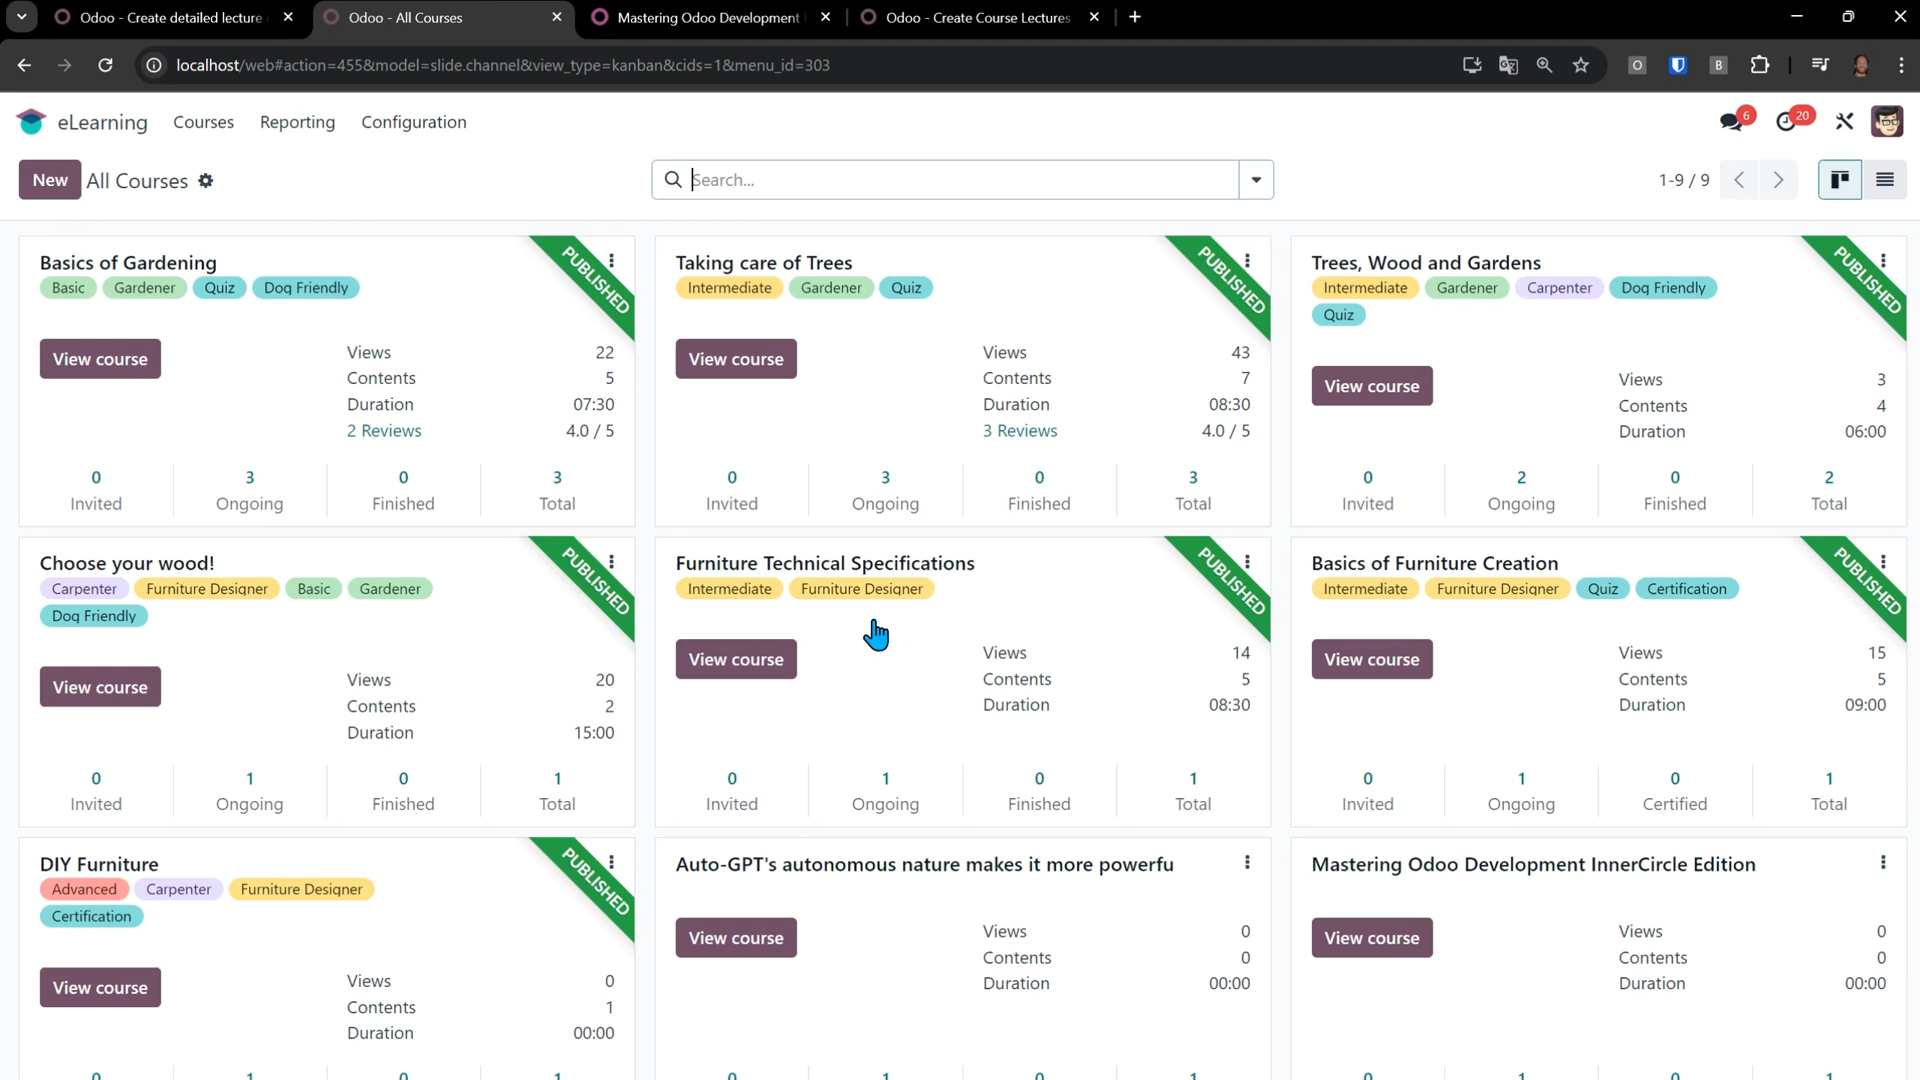 Odoo - Create detailed lecture
Odoo - All Courses
Mastering Odoo Development
Odoo - Create Course Lectures
localhost/web#action=455&model=slide.channel&view_type=kanban&cids=1&menu_id=303
O
B
eLearning Courses Reporting Configuration
6
20
New All Courses
Search...
1-9 / 9
Basics of Gardening
PUBLISHED
Basic Gardener Quiz Dog Friendly
View course
Views 22
Contents 5
Duration 07:30
2 Reviews 4.0 / 5
0 3 0 3
Invited Ongoing Finished Total
Taking care of Trees
PUBLISHED
Intermediate Gardener Quiz
View course
Views 43
Contents 7
Duration 08:30
3 Reviews 4.0 / 5
0 3 0 3
Invited Ongoing Finished Total
Trees, Wood and Gardens
PUBLISHED
Intermediate Gardener Carpenter Dog Friendly
Quiz
View course
Views 3
Contents 4
Duration 06:00
0 2 0 2
Invited Ongoing Finished Total
Choose your wood!
PUBLISHED
Carpenter Furniture Designer Basic Gardener
Dog Friendly
View course
Views 20
Contents 2
Duration 15:00
0 1 0 1
Invited Ongoing Finished Total
Furniture Technical Specifications
PUBLISHED
Intermediate Furniture Designer
View course
Views 14
Contents 5
Duration 08:30
0 1 0 1
Invited Ongoing Finished Total
Basics of Furniture Creation
PUBLISHED
Intermediate Furniture Designer Quiz Certification
View course
Views 15
Contents 5
Duration 09:00
0 1 0 1
Invited Ongoing Certified Total
DIY Furniture
PUBLISHED
Advanced Carpenter Furniture Designer
Certification
View course
Views 0
Contents 1
Duration 00:00
0 1 0 1
Auto-GPT's autonomous nature makes it more powerfu
View course
Views 0
Contents 0
Duration 00:00
0 1 0 1
Mastering Odoo Development InnerCircle Edition
View course
Views 0
Contents 0
Duration 00:00
0 1 0 1